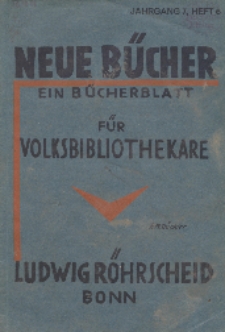 JAHRGANG 7, HEFT 6
NEUE BÜCHER
EIN BÜCHERBLATT
FÜR
VOLKSBIBLIOTHEKARE
LUDWIG RÖHRSCHEID
BONN